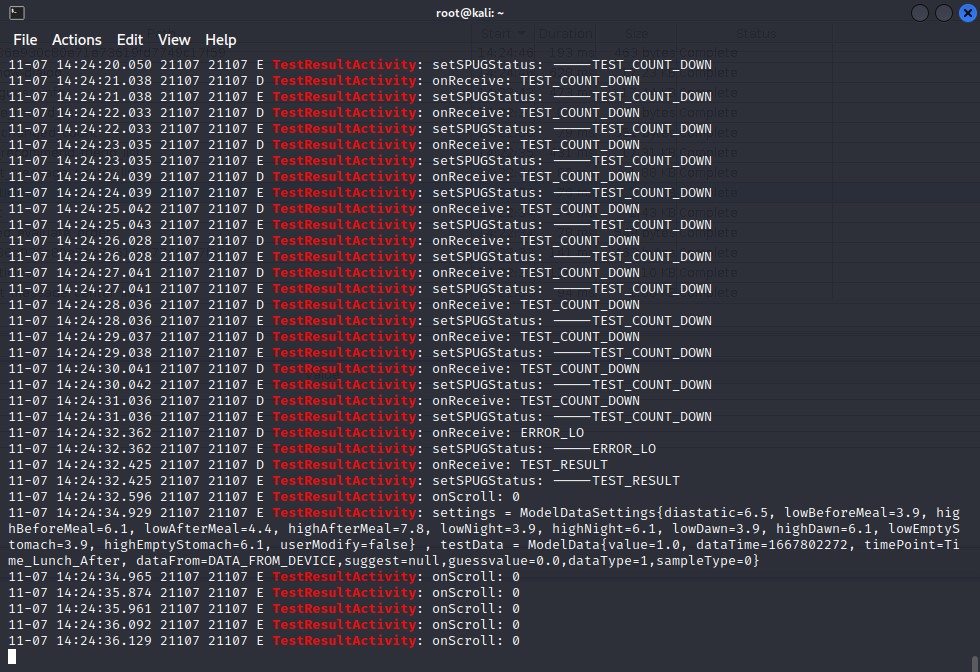 root@kali: ~
File Actions Edit View Help
11-07 14:24:20.050 21107 21107 E TestResultActivity: setSPUGStatus: —————TEST_COUNT_DOWN
11-07 14:24:21.038 21107 21107 D TestResultActivity: onReceive: TEST_COUNT_DOWN
11-07 14:24:21.038 21107 21107 E TestResultActivity: setSPUGStatus: —————TEST_COUNT_DOWN
11-07 14:24:22.033 21107 21107 D TestResultActivity: onReceive: TEST_COUNT_DOWN
11-07 14:24:22.033 21107 21107 E TestResultActivity: setSPUGStatus: —————TEST_COUNT_DOWN
11-07 14:24:23.035 21107 21107 D TestResultActivity: onReceive: TEST_COUNT_DOWN
11-07 14:24:23.035 21107 21107 E TestResultActivity: setSPUGStatus: —————TEST_COUNT_DOWN
11-07 14:24:24.039 21107 21107 D TestResultActivity: onReceive: TEST_COUNT_DOWN
11-07 14:24:24.039 21107 21107 E TestResultActivity: setSPUGStatus: —————TEST_COUNT_DOWN
11-07 14:24:25.042 21107 21107 D TestResultActivity: onReceive: TEST_COUNT_DOWN
11-07 14:24:25.043 21107 21107 E TestResultActivity: setSPUGStatus: —————TEST_COUNT_DOWN
11-07 14:24:26.028 21107 21107 D TestResultActivity: onReceive: TEST_COUNT_DOWN
11-07 14:24:26.028 21107 21107 E TestResultActivity: setSPUGStatus: —————TEST_COUNT_DOWN
11-07 14:24:27.041 21107 21107 D TestResultActivity: onReceive: TEST_COUNT_DOWN
11-07 14:24:27.041 21107 21107 E TestResultActivity: setSPUGStatus: —————TEST_COUNT_DOWN
11-07 14:24:28.036 21107 21107 D TestResultActivity: onReceive: TEST_COUNT_DOWN
11-07 14:24:28.036 21107 21107 E TestResultActivity: setSPUGStatus: —————TEST_COUNT_DOWN
11-07 14:24:29.037 21107 21107 D TestResultActivity: onReceive: TEST_COUNT_DOWN
11-07 14:24:29.038 21107 21107 E TestResultActivity: setSPUGStatus: —————TEST_COUNT_DOWN
11-07 14:24:30.041 21107 21107 D TestResultActivity: onReceive: TEST_COUNT_DOWN
11-07 14:24:30.042 21107 21107 E TestResultActivity: setSPUGStatus: —————TEST_COUNT_DOWN
11-07 14:24:31.036 21107 21107 D TestResultActivity: onReceive: TEST_COUNT_DOWN
11-07 14:24:31.036 21107 21107 E TestResultActivity: setSPUGStatus: —————TEST_COUNT_DOWN
11-07 14:24:32.362 21107 21107 D TestResultActivity: onReceive: ERROR_LO
11-07 14:24:32.362 21107 21107 E TestResultActivity: setSPUGStatus: —————ERROR_LO
11-07 14:24:32.425 21107 21107 D TestResultActivity: onReceive: TEST_RESULT
11-07 14:24:32.425 21107 21107 E TestResultActivity: setSPUGStatus: —————TEST_RESULT
11-07 14:24:32.596 21107 21107 E TestResultActivity: onScroll: 0
11-07 14:24:34.929 21107 21107 E TestResultActivity: settings = ModelDataSettings{diastatic=6.5, lowBeforeMeal=3.9, hig
hBeforeMeal=6.1, lowAfterMeal=4.4, highAfterMeal=7.8, lowNight=3.9, highNight=6.1, lowDawn=3.9, highDawn=6.1, lowEmptyS
tomach=3.9, highEmptyStomach=6.1, userModify=false} , testData = ModelData{value=1.0, dataTime=1667802272, timePoint=Ti
me_Lunch_After, dataFrom=DATA_FROM_DEVICE,suggest=null,guessvalue=0.0,dataType=1,sampleType=0}
11-07 14:24:34.965 21107 21107 E TestResultActivity: onScroll: 0
11-07 14:24:35.874 21107 21107 E TestResultActivity: onScroll: 0
11-07 14:24:35.961 21107 21107 E TestResultActivity: onScroll: 0
11-07 14:24:36.092 21107 21107 E TestResultActivity: onScroll: 0
11-07 14:24:36.129 21107 21107 E TestResultActivity: onScroll: 0